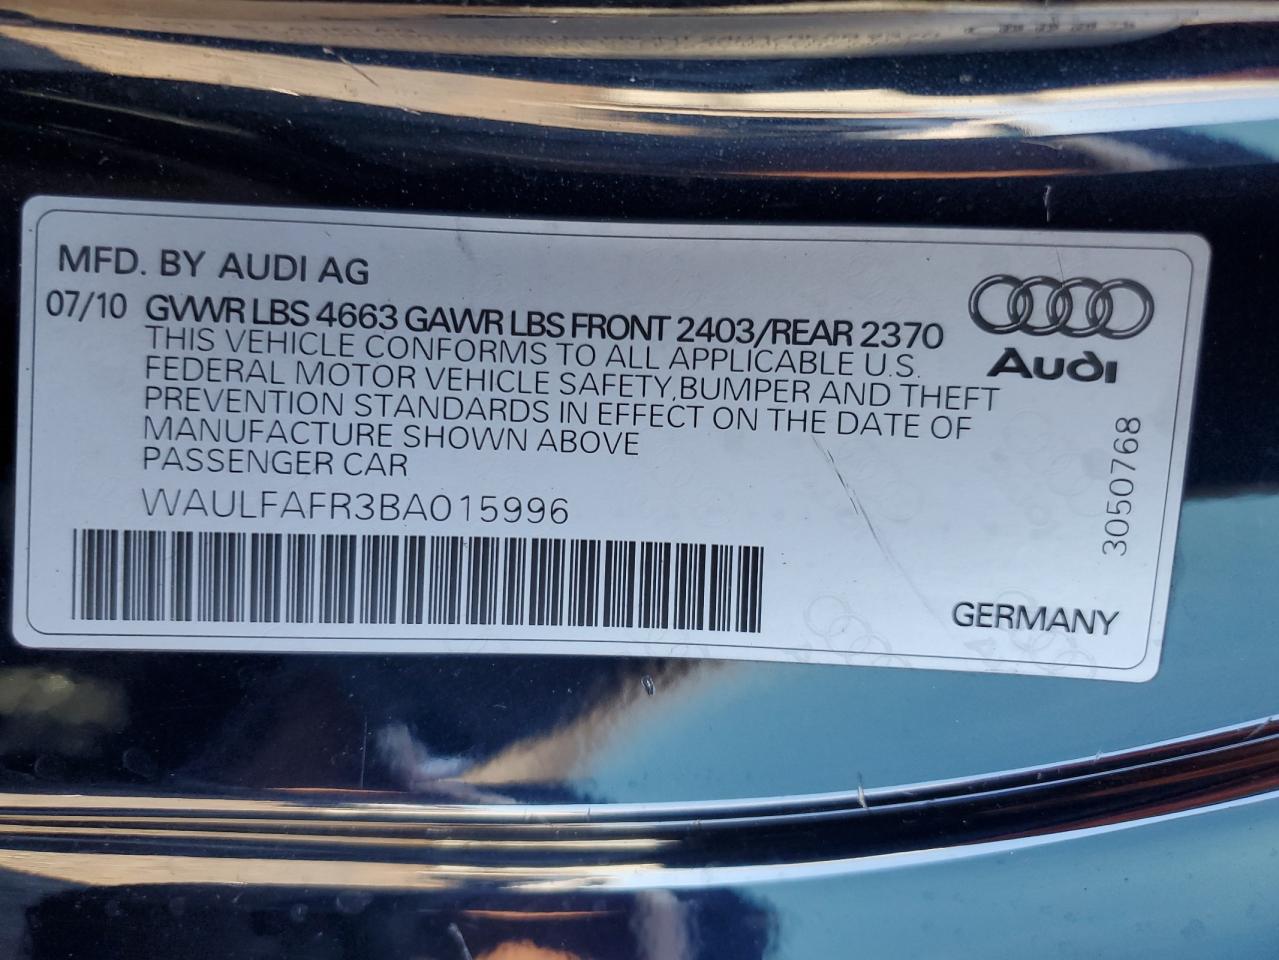 MFD. BY AUDI AG
07/10 GVWR LBS 4663 GAWR LBS FRONT 2403/REAR 2370
THIS VEHICLE CONFORMS TO ALL APPLICABLE U.S.
FEDERAL MOTOR VEHICLE SAFETY,BUMPER AND THEFT
PREVENTION STANDARDS IN EFFECT ON THE DATE OF
MANUFACTURE SHOWN ABOVE
PASSENGER CAR
WAULFAFR3BA015996
Audi
3050768
GERMANY